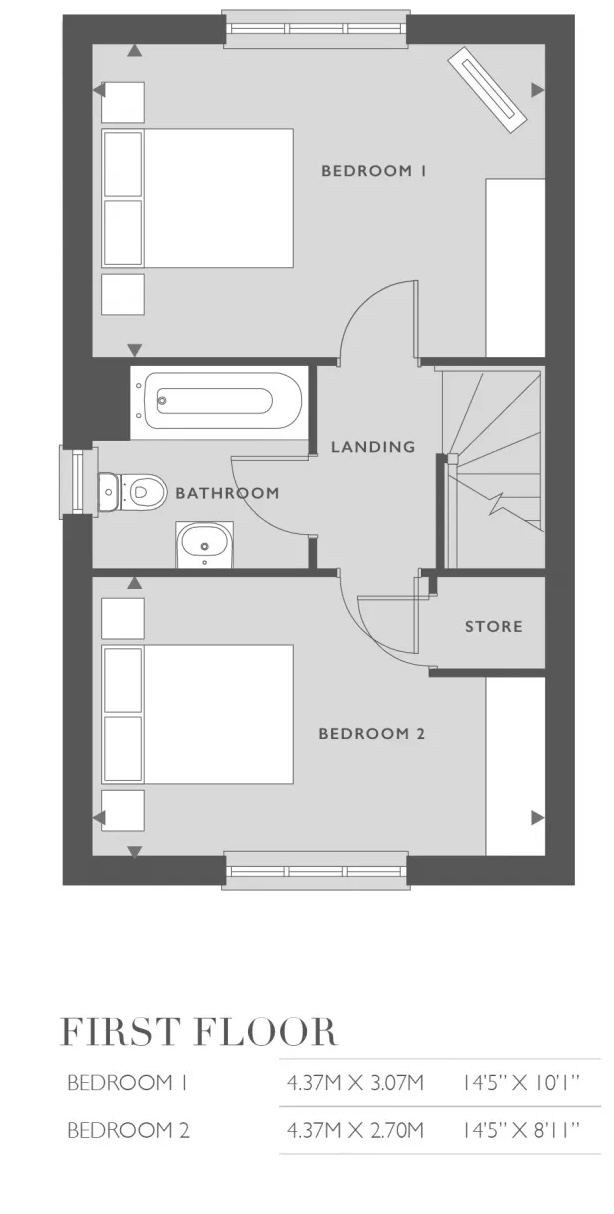 BEDROOM 1
LANDING
BATHROOM
STORE
BEDROOM 2
FIRST FLOOR
BEDROOM 1 4.37M X 3.07M 14'5" X 10'1"
BEDROOM 2 4.37M X 2.70M 14'5" X 8'11"